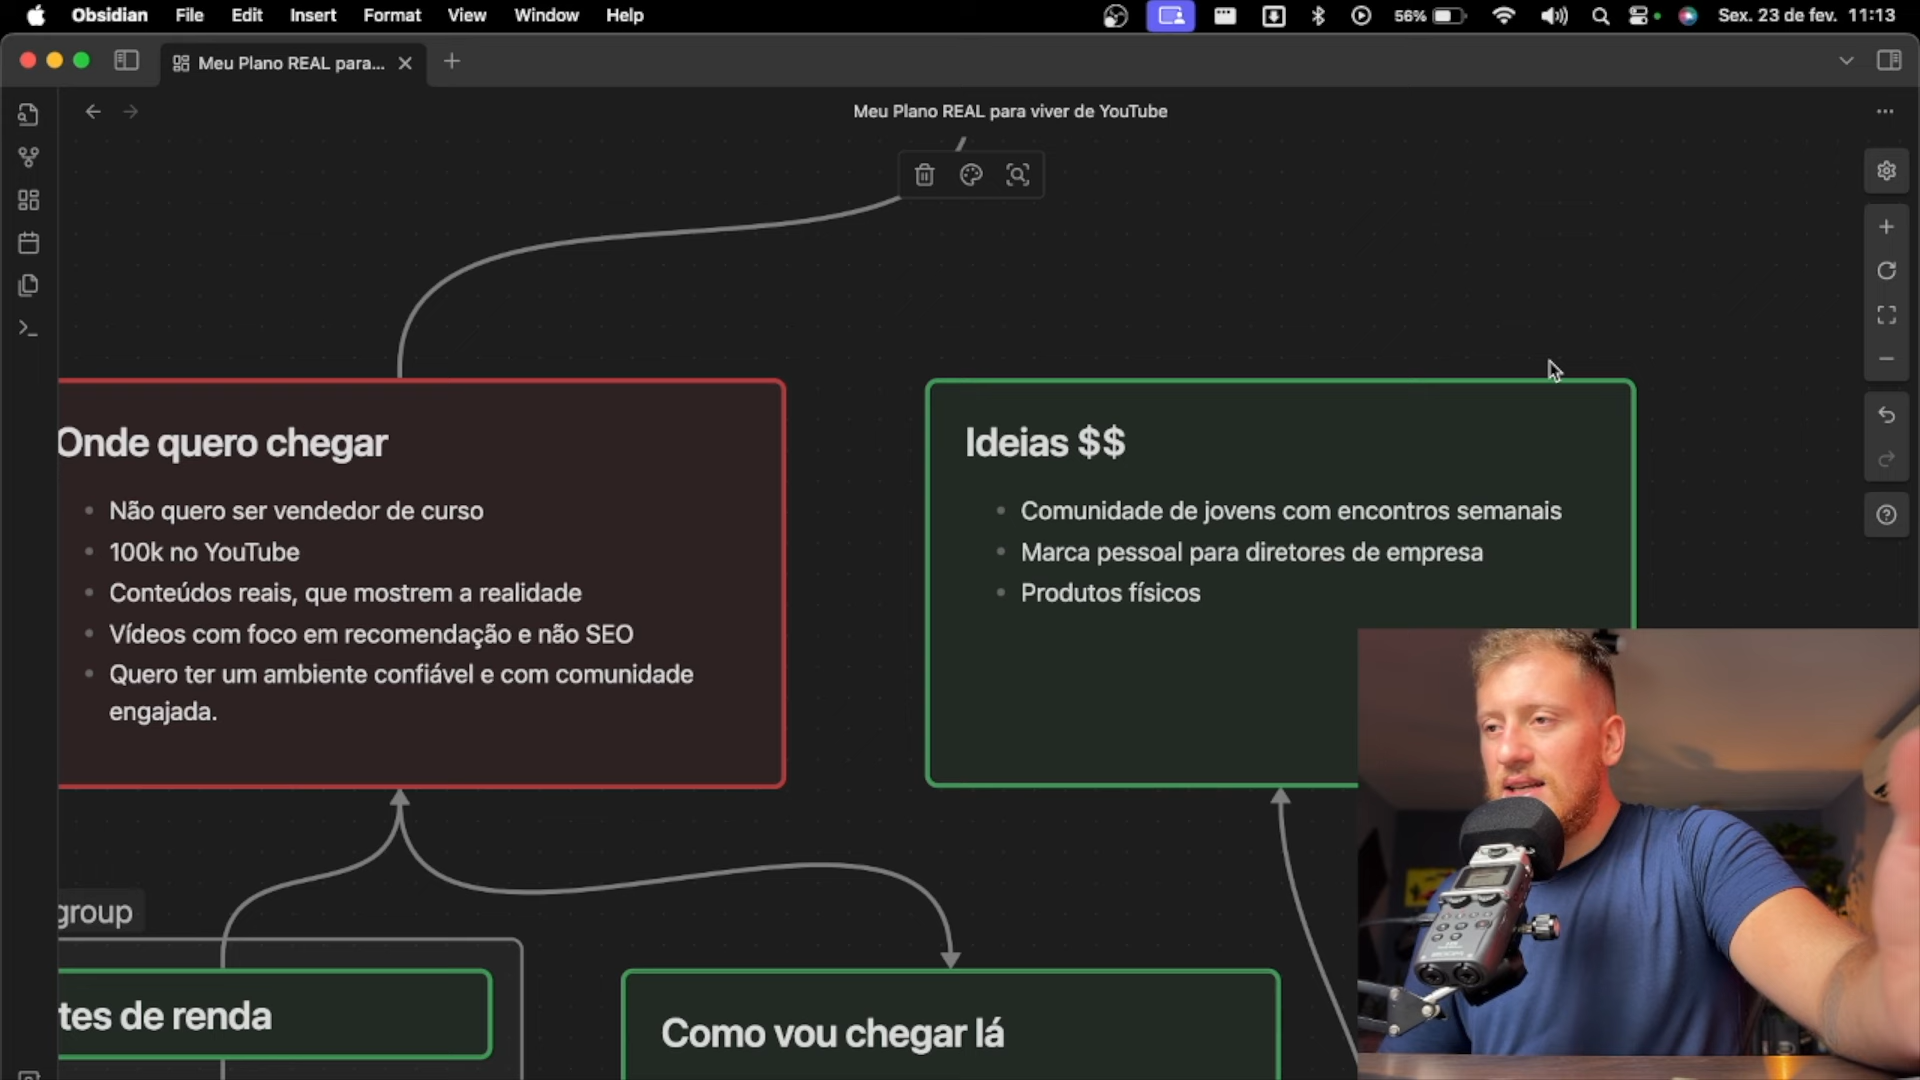 Obsidian File Edit Insert Format View Window Help 56% Sex. 23 de fev. 11:13
Meu Plano REAL para...
Meu Plano REAL para viver de YouTube
Onde quero chegar
Não quero ser vendedor de curso
100k no YouTube
Conteúdos reais, que mostrem a realidade
Vídeos com foco em recomendação e não SEO
Quero ter um ambiente confiável e com comunidade
engajada.
Ideias $$
Comunidade de jovens com encontros semanais
Marca pessoal para diretores de empresa
Produtos físicos
group
tes de renda
Como vou chegar lá